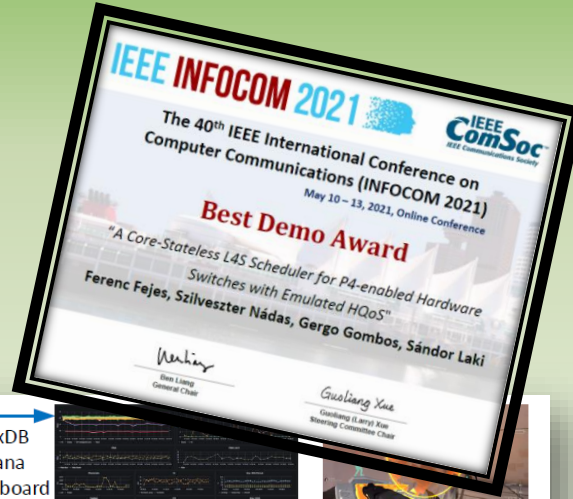 IEEE INFOCOM 2021
IEEE
ComSoc
IEEE Communications Society
The 40th IEEE International Conference on
Computer Communications (INFOCOM 2021)
May 10 – 13, 2021, Online Conference
Best Demo Award
"A Core-Stateless L4S Scheduler for P4-enabled Hardware
Switches with Emulated HQoS"
Ferenc Fejes, Szilveszter Nádas, Gergo Gombos, Sándor Laki
Ben Liang
General Chair
Guoliang Xue
Guoliang (Larry) Xue
Steering Committee Chair
xDB
ana
board